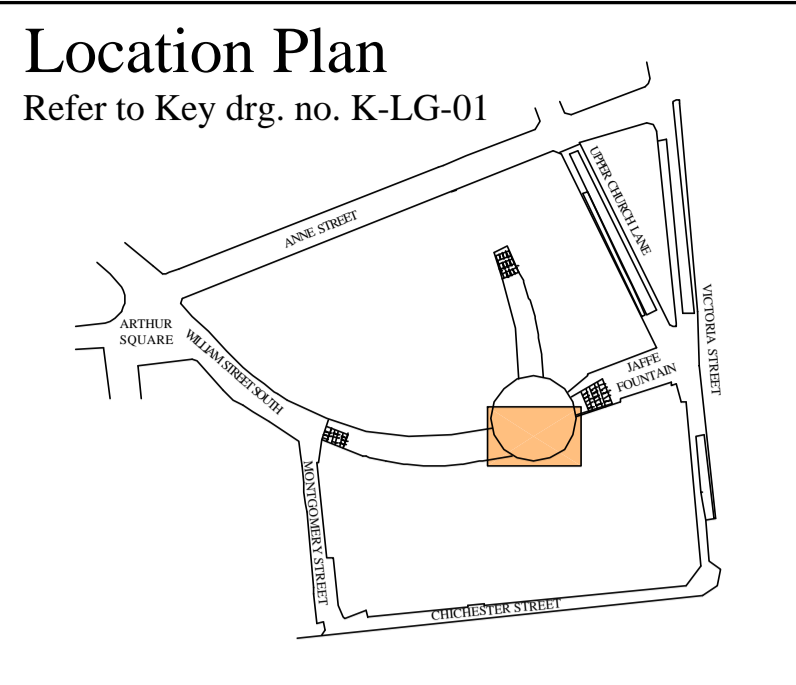 Location Plan
Refer to Key drg. no. K-LG-01
ANNE STREET
UPPER CHURCH LANE
ARTHUR
SQUARE
WILLIAM STREET SOUTH
VICTORIA STREET
JAFFE
FOUNTAIN
MONTGOMERY STREET
CHICHESTER STREET